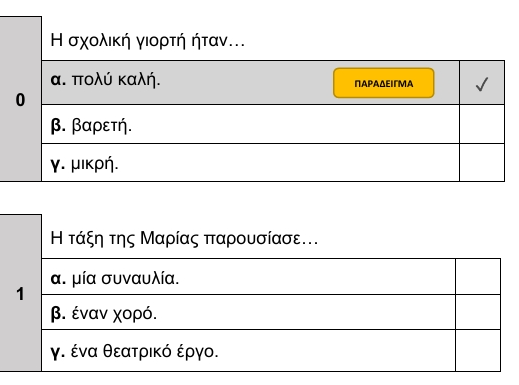 Η σχολική γιορτή ήταν…
0
α. πολύ καλή. ΠΑΡΑΔΕΙΓΜΑ ✓
β. βαρετή.
γ. μικρή.
Η τάξη της Μαρίας παρουσίασε…
1
α. μία συναυλία.
β. έναν χορό.
γ. ένα θεατρικό έργο.